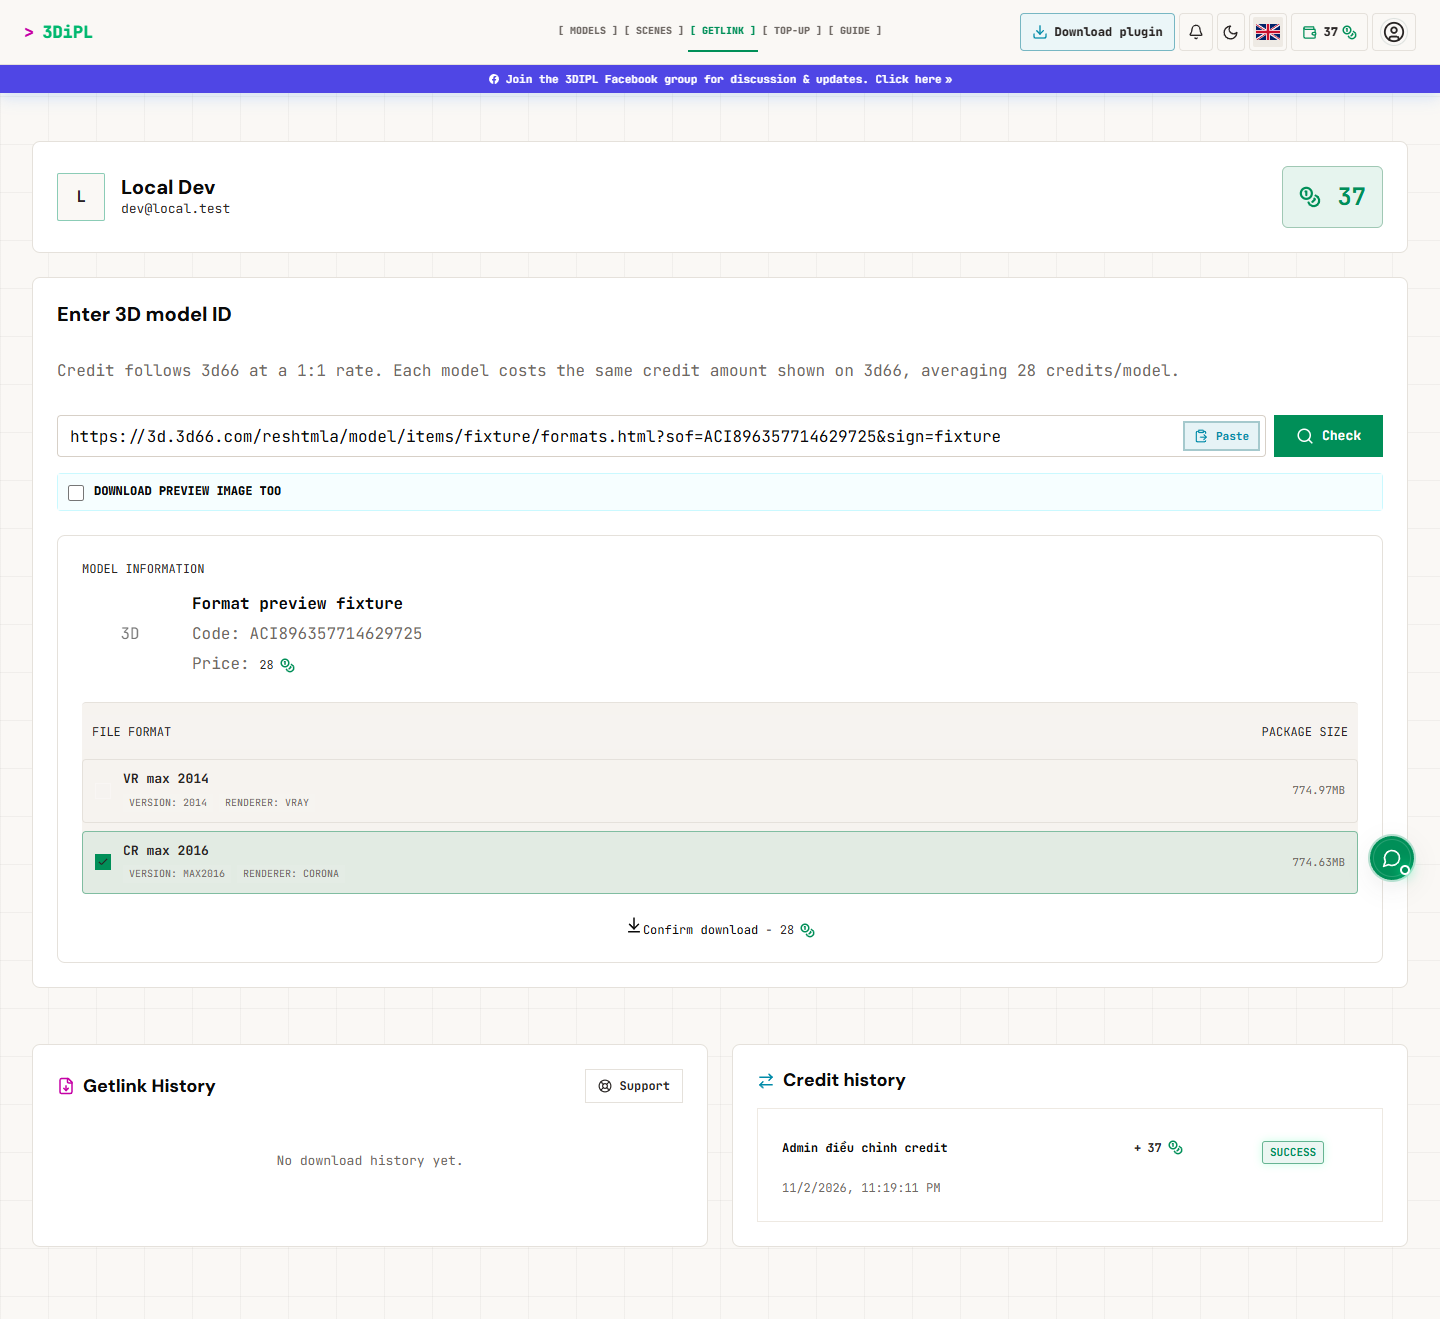 > 3DiPL
[ MODELS ] [ SCENES ] [ GETLINK ] [ TOP-UP ] [ GUIDE ]
Download plugin
37
Join the 3DIPL Facebook group for discussion & updates. Click here »
L
Local Dev
dev@local.test
37
Enter 3D model ID
Credit follows 3d66 at a 1:1 rate. Each model costs the same credit amount shown on 3d66, averaging 28 credits/model.
https://3d.3d66.com/reshtmla/model/items/fixture/formats.html?sof=ACI896357714629725&sign=fixture
Paste
Check
DOWNLOAD PREVIEW IMAGE TOO
MODEL INFORMATION
3D
Format preview fixture
Code: ACI896357714629725
Price: 28
FILE FORMAT
PACKAGE SIZE
VR max 2014
VERSION: 2014 RENDERER: VRAY
774.97MB
CR max 2016
VERSION: MAX2016 RENDERER: CORONA
774.63MB
Confirm download - 28
Getlink History
Support
No download history yet.
Credit history
Admin điều chỉnh credit
+ 37
SUCCESS
11/2/2026, 11:19:11 PM